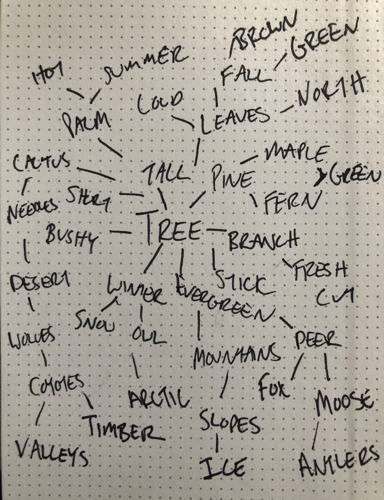 BROWN
GREEN
HOT
SUMMER
FALL
COLD
NORTH
PALM
LEAVES
CACTUS
TALL
PINE
MAPLE
GREEN
SHORT
NEEDLES
FERN
BUSHY
TREE
BRANCH
DESERT
WINTER
EVERGREEN
STICK
FRESH
CUT
SNOW
OWL
WOLVES
MOUNTAINS
DEER
COYOTES
ARCTIC
FOX
MOOSE
TIMBER
SLOPES
VALLEYS
ICE
ANTLERS